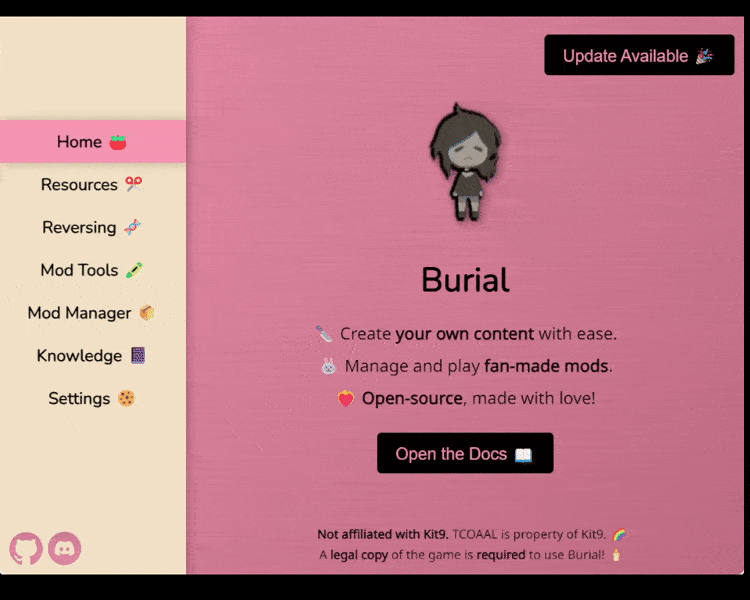 Update Available 🎉
Home 🍅
Resources ✂️
Reversing 🍬
Mod Tools 🖍️
Mod Manager 📦
Knowledge 📓
Settings 🍪
Burial
🔪 Create your own content with ease.
🐰 Manage and play fan-made mods.
❤️ Open-source, made with love!
Open the Docs 📖
Not affiliated with Kit9. TCOAAL is property of Kit9. 🌈
A legal copy of the game is required to use Burial! 🕯️